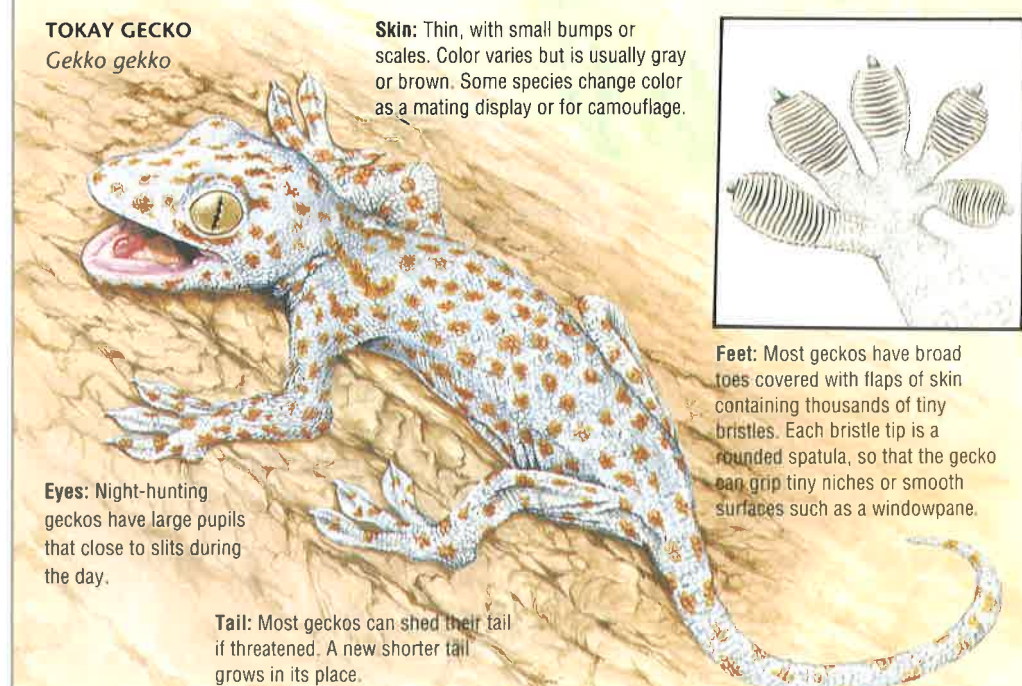 TOKAY GECKO
Gekko gekko
Skin: Thin, with small bumps or
scales. Color varies but is usually gray
or brown. Some species change color
as a mating display or for camouflage.
Feet: Most geckos have broad
toes covered with flaps of skin
containing thousands of tiny
bristles. Each bristle tip is a
rounded spatula, so that the gecko
can grip tiny niches or smooth
surfaces such as a windowpane.
Eyes: Night-hunting
geckos have large pupils
that close to slits during
the day.
Tail: Most geckos can shed their tail
if threatened. A new shorter tail
grows in its place.